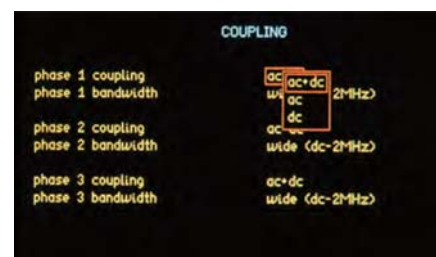 COUPLING
phase 1 coupling ac ac+dc
phase 1 bandwidth 2MHz)
ac
dc
phase 2 coupling
phase 2 bandwidth wide (dc-2MHz)
phase 3 coupling ac+dc
phase 3 bandwidth wide (dc-2MHz)